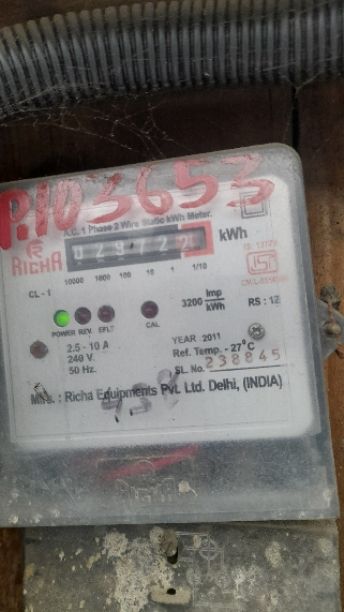 P.103653
A.C. 1 Phase 2 Wire Static kWh Meter.
RICHA
02972 kWh
IS: 13779
10000 1000 100 10 1 1/10
CL - 1
3200 Imp/kWh
RS : 12
POWER REV. EFLT CAL
2.5 - 10 A
240 V.
50 Hz.
YEAR 2011
Ref. Temp. - 27°C
SL. No. 238845
Mfrs. : Richa Equipments Pvt. Ltd. Delhi, (INDIA)